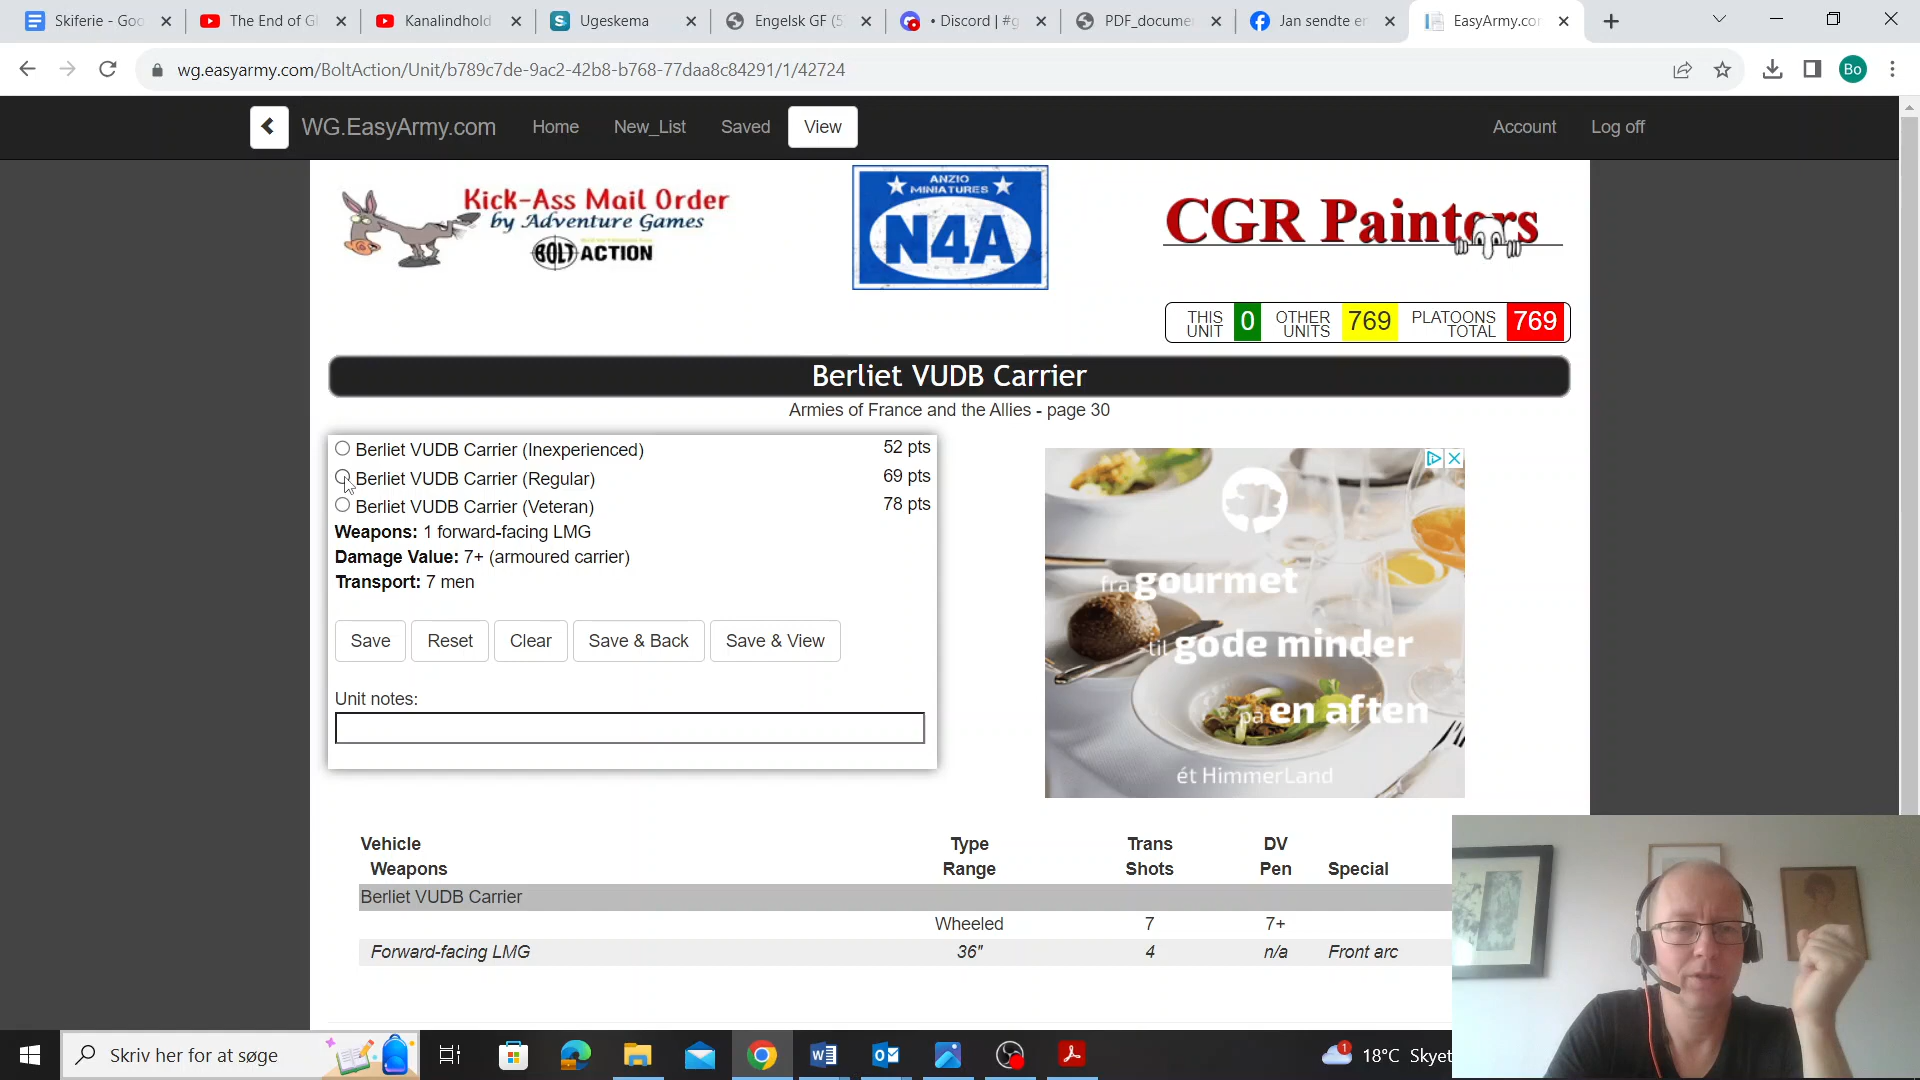 Skiferie - Goo
The End of Gl
Kanalindhold
Ugeskema
Engelsk GF (5
• Discord | #g
PDF_documen
Jan sendte en
EasyArmy.com
wg.easyarmy.com/BoltAction/Unit/b789c7de-9ac2-42b8-b768-77daa8c84291/1/42724
Bo
WG.EasyArmy.com
Home
New_List
Saved
View
Account
Log off
Kick-Ass Mail Order
by Adventure Games
BOLT ACTION
ANZIO
MINIATURES
N4A
CGR Painters
THIS UNIT 0 OTHER UNITS 769 PLATOONS TOTAL 769
Berliet VUDB Carrier
Armies of France and the Allies - page 30
Berliet VUDB Carrier (Inexperienced) 52 pts
Berliet VUDB Carrier (Regular) 69 pts
Berliet VUDB Carrier (Veteran) 78 pts
Weapons: 1 forward-facing LMG
Damage Value: 7+ (armoured carrier)
Transport: 7 men
Save
Reset
Clear
Save & Back
Save & View
Unit notes:
fra gourmet
til gode minder
på en aften
ét HimmerLand
Vehicle Type Trans DV
Weapons Range Shots Pen Special
Berliet VUDB Carrier
Wheeled 7 7+
Forward-facing LMG 36" 4 n/a Front arc
Skriv her for at søge
1
18°C Skyet